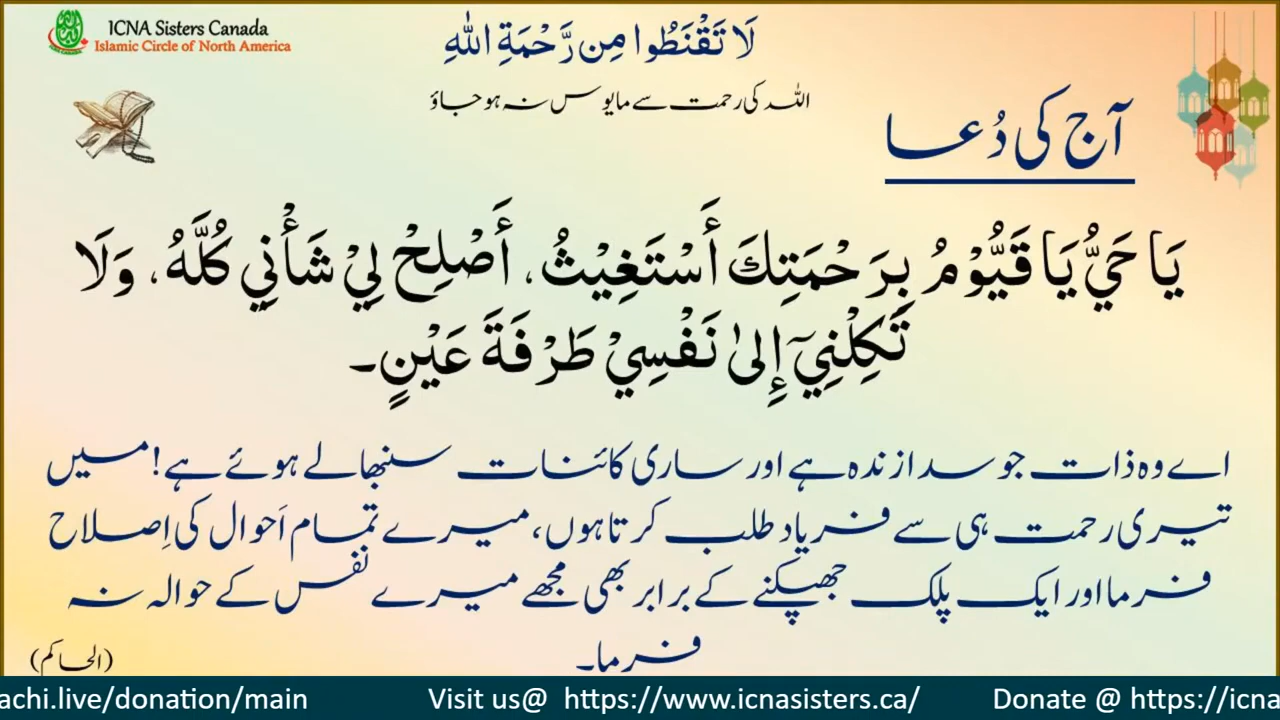 ICNA Sisters Canada
Islamic Circle of North America
لَا تَقْنَطُوا مِن رَّحْمَةِ اللهِ
اللہ کی رحمت سے مایوس نہ ہو جاؤ
آج کی دُعا
يَا حَيُّ يَا قَيُّوْمُ بِرَحْمَتِكَ أَسْتَغِيْثُ، أَصْلِحْ لِيْ شَأْنِي كُلَّهُ، وَلَا
تَكِلْنِيٓ إِلىٰ نَفْسِيْ طَرْفَةَ عَيْنٍ۔
اے وہ ذات جو سدا زندہ ہے اور ساری کائنات سنبھالے ہوئے ہے! میں
تیری رحمت ہی سے فریاد طلب کرتا ہوں، میرے تمام اَحوال کی اِصلاح
فرما اور ایک پلک جھپکنے کے برابر بھی مجھے میرے نفس کے حوالہ نہ
فرما۔
(الحاکم)
achi.live/donation/main Visit us@ https://www.icnasisters.ca/ Donate @ https://icna